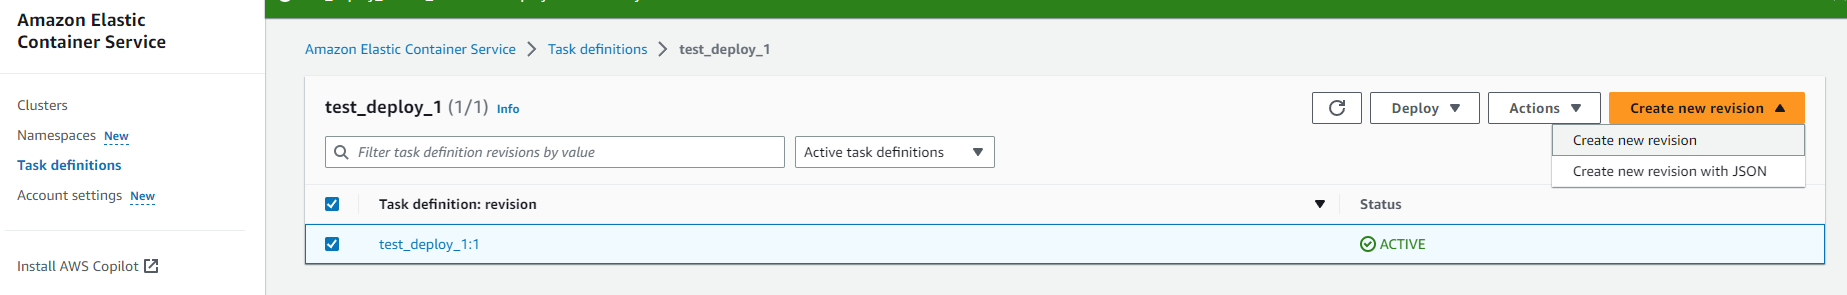 Amazon Elastic
Container Service
Clusters
Namespaces New
Task definitions
Account settings New
Install AWS Copilot
Amazon Elastic Container Service > Task definitions > test_deploy_1
test_deploy_1 (1/1) Info
Deploy
Actions
Create new revision
Create new revision
Create new revision with JSON
Filter task definition revisions by value
Active task definitions
Task definition: revision
Status
test_deploy_1:1
ACTIVE